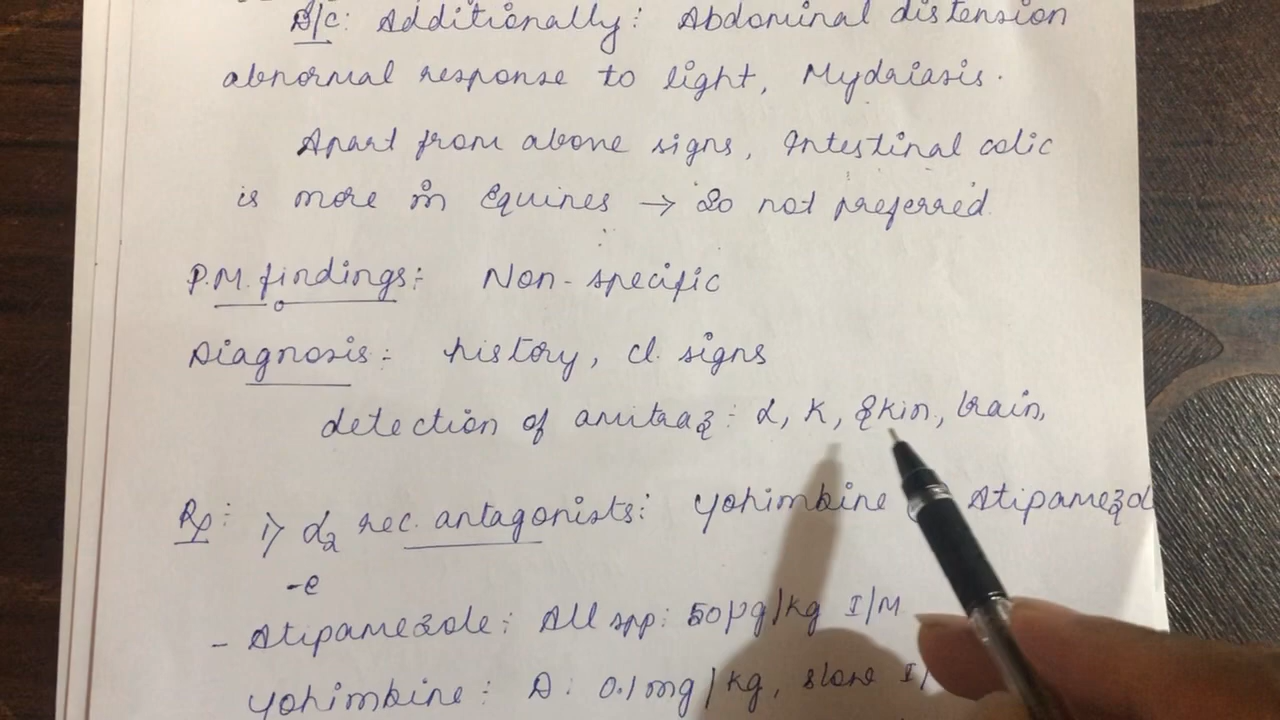 D/C: Additionally: Abdominal distension
abnormal response to light, Mydriasis.
Apart from above signs, Intestinal colic
is more in Equines → So not preferred.
P.M. findings: Non-specific
Diagnosis: history, cl. signs
detection of amitraz: L, K, skin, brain,
Rx: i) α2 rec. antagonists: Yohimbine Atipamezol
-e
- Atipamezole: All spp: 50µg/kg I/M
Yohimbine: D: 0.1mg/kg, slow I/